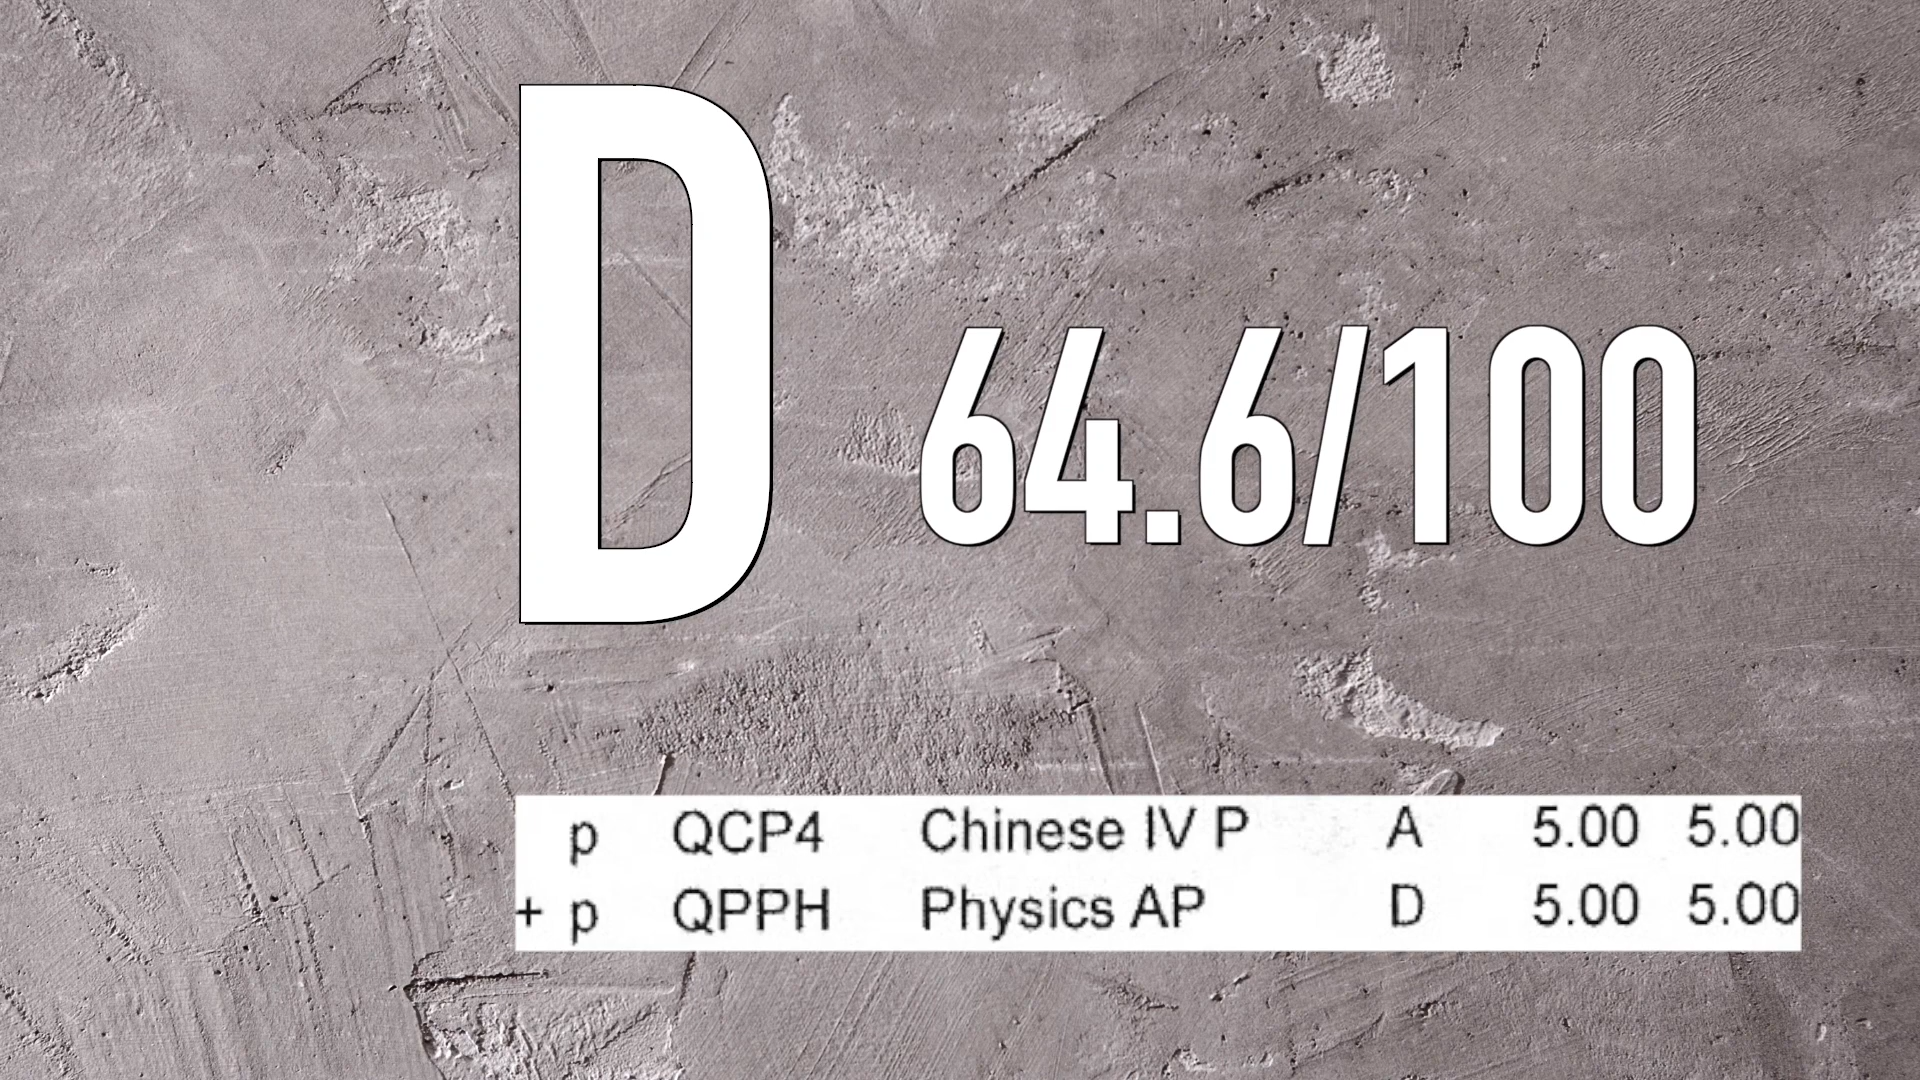 D 64.6/100
p QCP4 Chinese IV P A 5.00 5.00
+ p QPPH Physics AP D 5.00 5.00